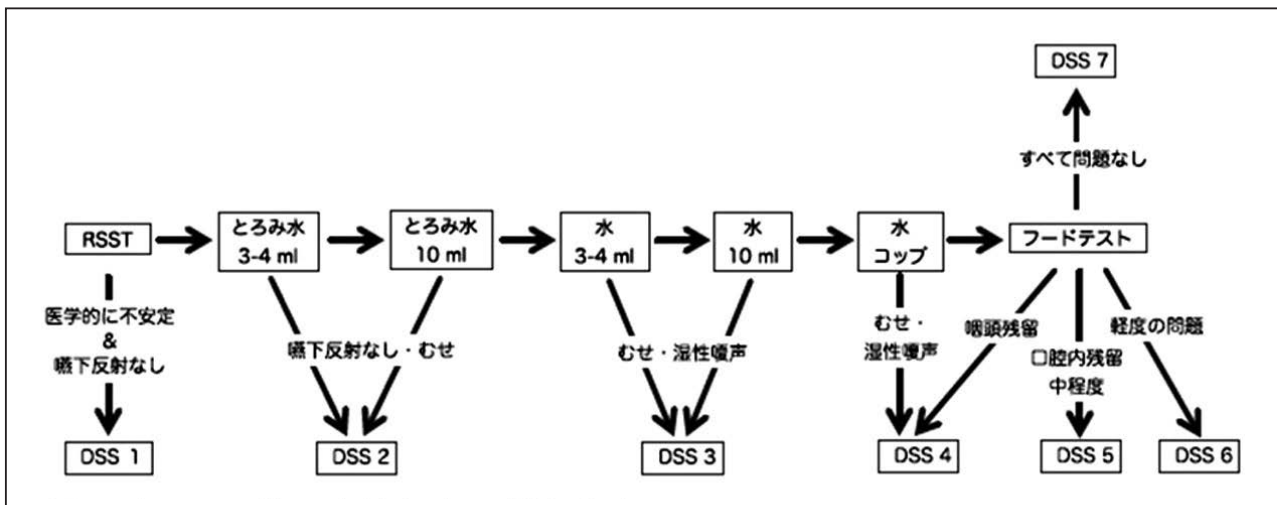 DSS 7
すべて問題なし
RSST
とろみ水
3-4 ml
とろみ水
10 ml
水
3-4 ml
水
10 ml
水
コップ
フードテスト
医学的に不安定
&
嚥下反射なし
嚥下反射なし・むせ
むせ・湿性嗄声
むせ・
湿性嗄声
咽頭残留
口腔内残留
中程度
軽度の問題
DSS 1
DSS 2
DSS 3
DSS 4
DSS 5
DSS 6